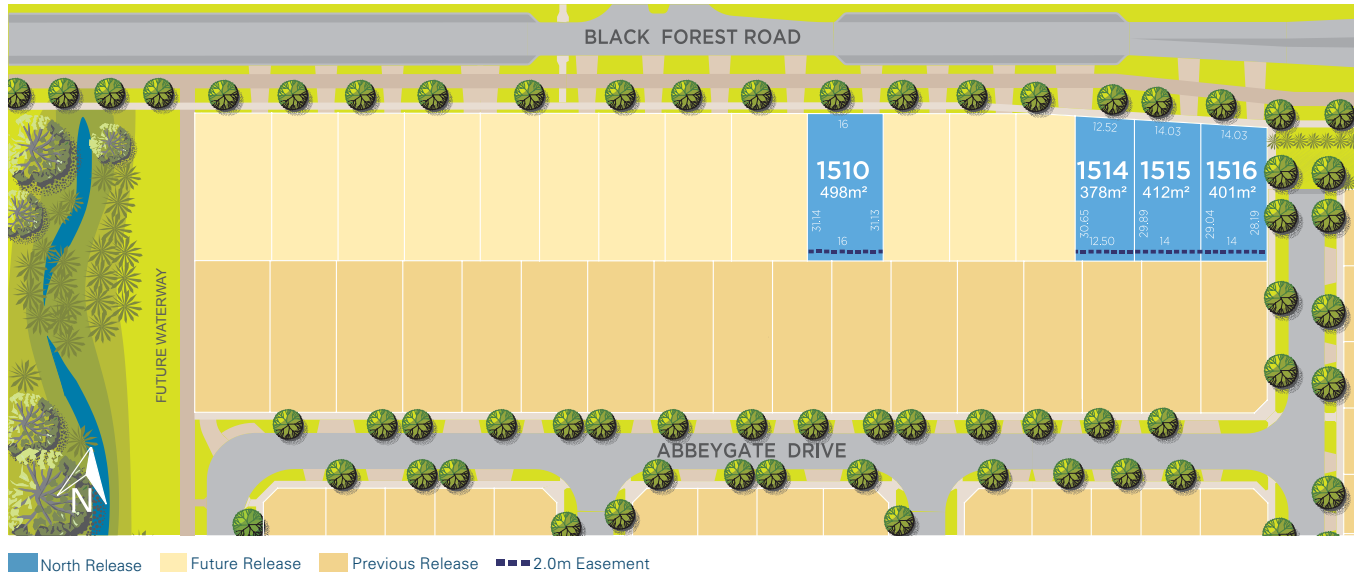 BLACK FOREST ROAD
16
12.52
14.03
14.03
1510
498m²
1514
378m²
1515
412m²
1516
401m²
31.14
31.13
30.65
29.89
29.04
28.19
16
12.50
14
14
FUTURE WATERWAY
ABBEYGATE DRIVE
N
North Release
Future Release
Previous Release
2.0m Easement